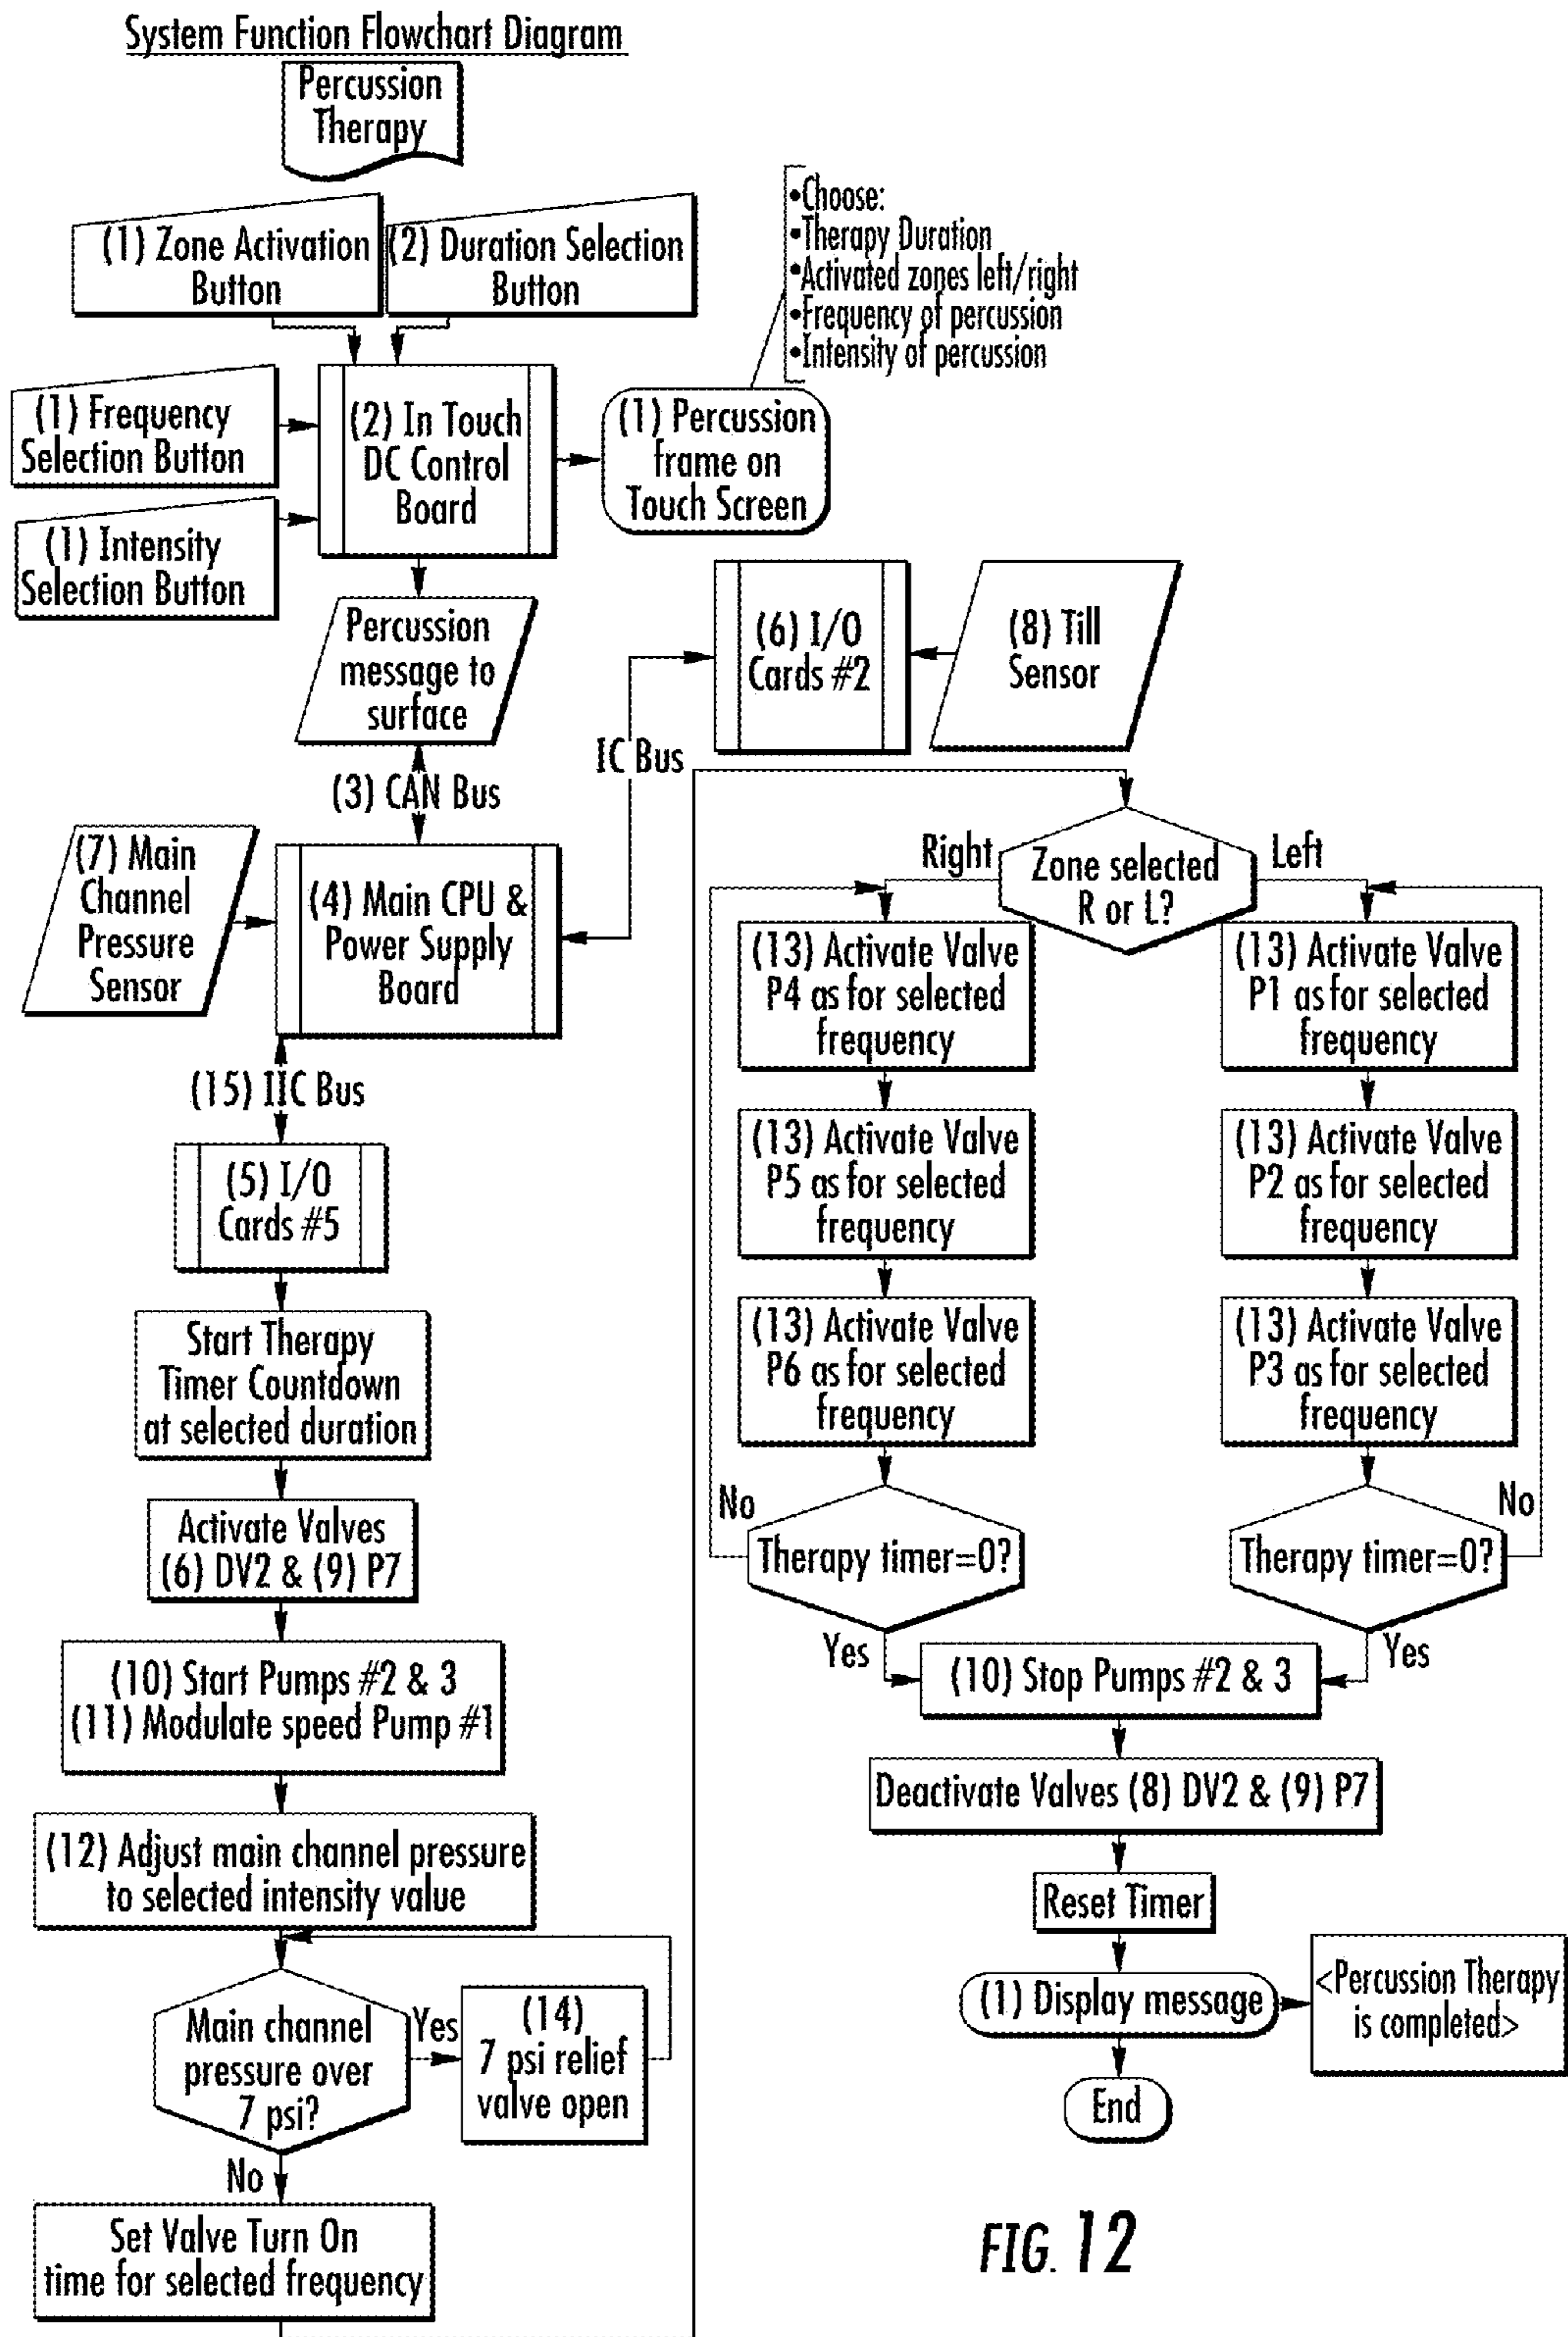 System Function Flowchart Diagram
Percussion
Therapy
(1) Zone Activation
Button
(2) Duration Selection
Button
•Choose:
•Therapy Duration
•Activated zones left/right
•Frequency of percussion
•Intensity of percussion
(1) Frequency
Selection Button
(2) In Touch
DC Control
Board
(1) Percussion
frame on
Touch Screen
(1) Intensity
Selection Button
Percussion
message to
surface
(6) I/O
Cards #2
(8) Till
Sensor
IC Bus
(3) CAN Bus
(7) Main
Channel
Pressure
Sensor
(4) Main CPU &
Power Supply
Board
(15) IIC Bus
(5) I/O
Cards #5
Start Therapy
Timer Countdown
at selected duration
Activate Valves
(6) DV2 & (9) P7
(10) Start Pumps #2 & 3
(11) Modulate speed Pump #1
(12) Adjust main channel pressure
to selected intensity value
Main channel
pressure over
7 psi?
Yes
(14)
7 psi relief
valve open
No
Set Valve Turn On
time for selected frequency
Right
Zone selected
R or L?
Left
(13) Activate Valve
P4 as for selected
frequency
(13) Activate Valve
P1 as for selected
frequency
(13) Activate Valve
P5 as for selected
frequency
(13) Activate Valve
P2 as for selected
frequency
(13) Activate Valve
P6 as for selected
frequency
(13) Activate Valve
P3 as for selected
frequency
No
Therapy timer=0?
Therapy timer=0?
No
Yes
(10) Stop Pumps #2 & 3
Yes
Deactivate Valves (8) DV2 & (9) P7
Reset Timer
(1) Display message
<Percussion Therapy
is completed>
End
FIG. 12